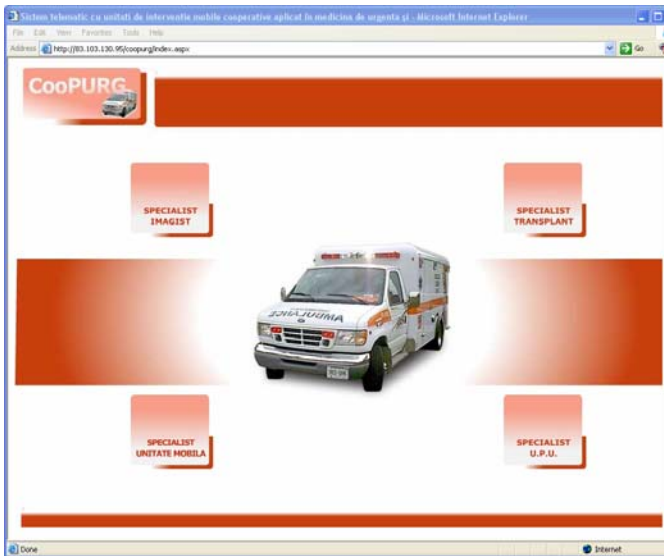 Sistem telematic cu unitati de interventie mobile cooperative aplicat in medicina de urgenta şi - Microsoft Internet Explorer
File Edit View Favorites Tools Help
Address http://83.103.130.95/coopurg/index.aspx Go
CooPURG
SPECIALIST
IMAGIST
SPECIALIST
TRANSPLANT
AMBULANCE
SPECIALIST
UNITATE MOBILA
SPECIALIST
U.P.U.
Done Internet